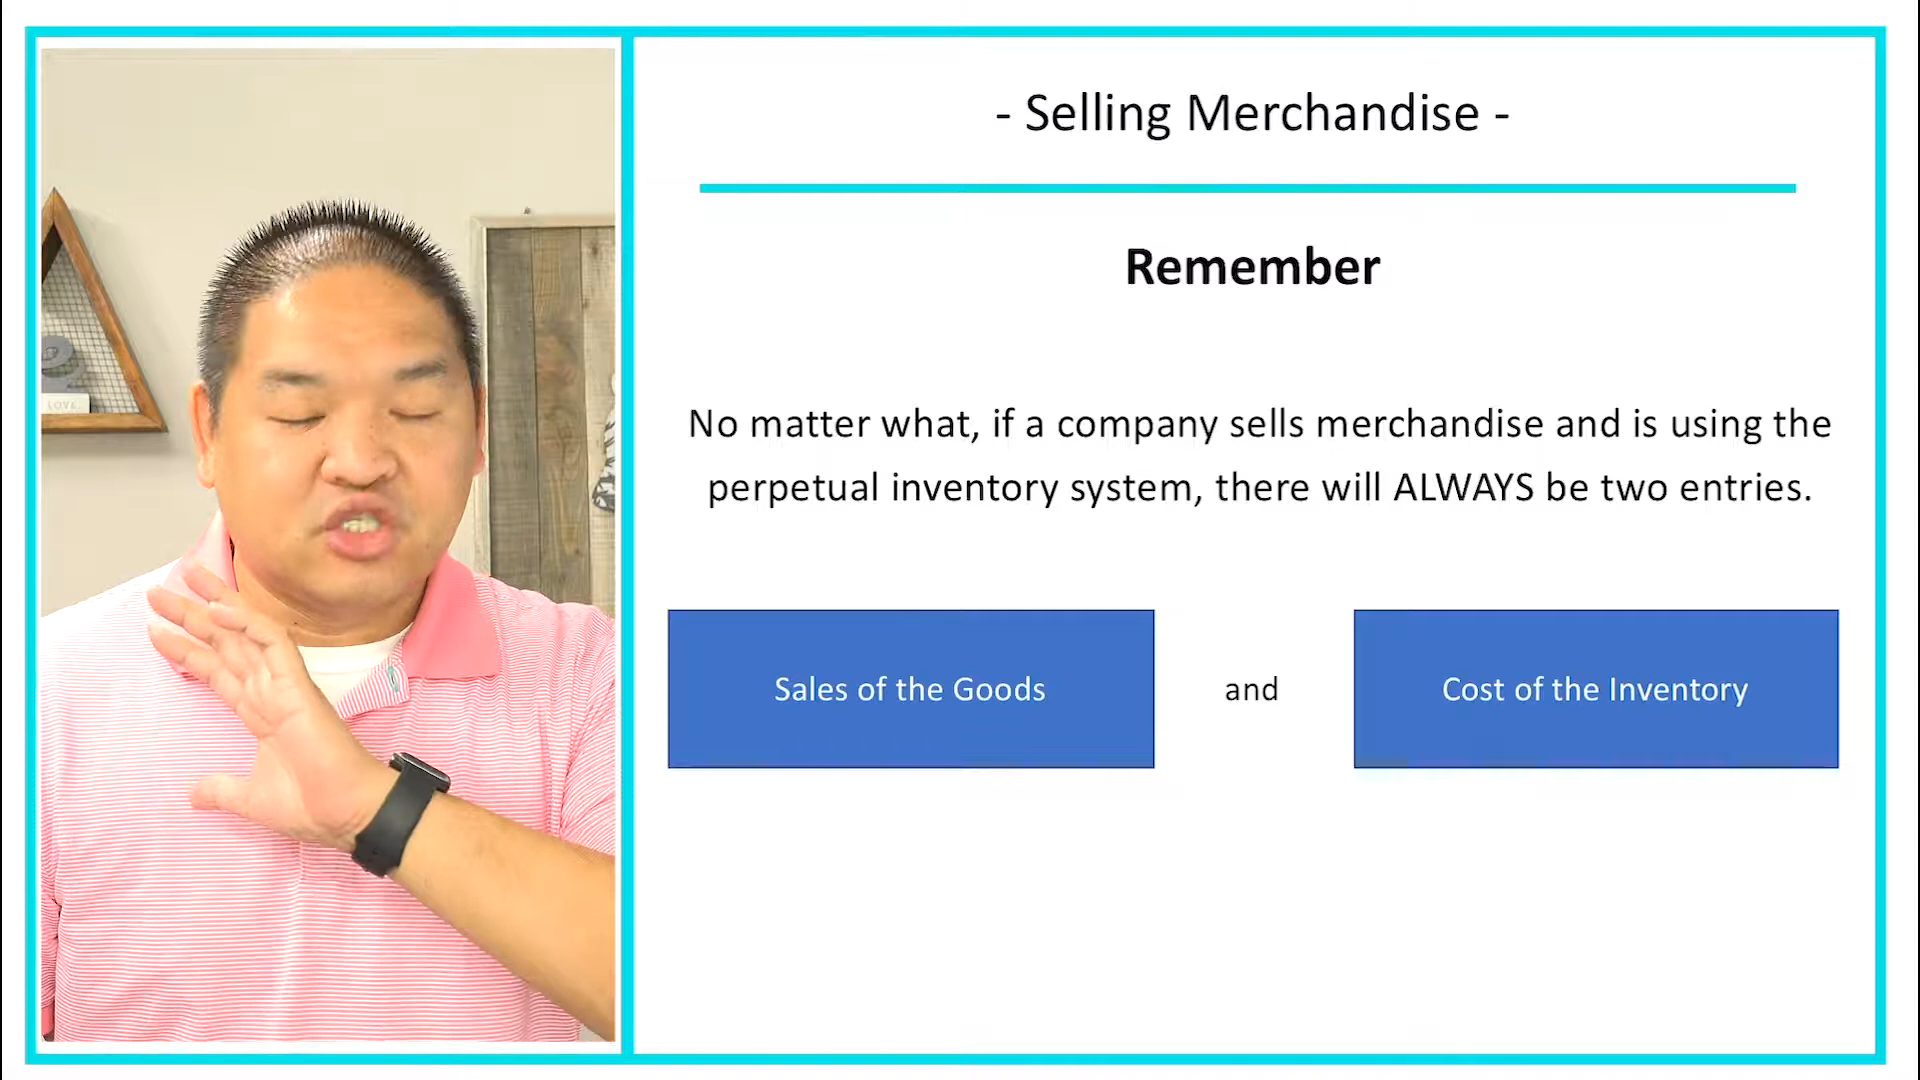 - Selling Merchandise -
Remember
No matter what, if a company sells merchandise and is using the
perpetual inventory system, there will ALWAYS be two entries.
Sales of the Goods
and
Cost of the Inventory
LOVE